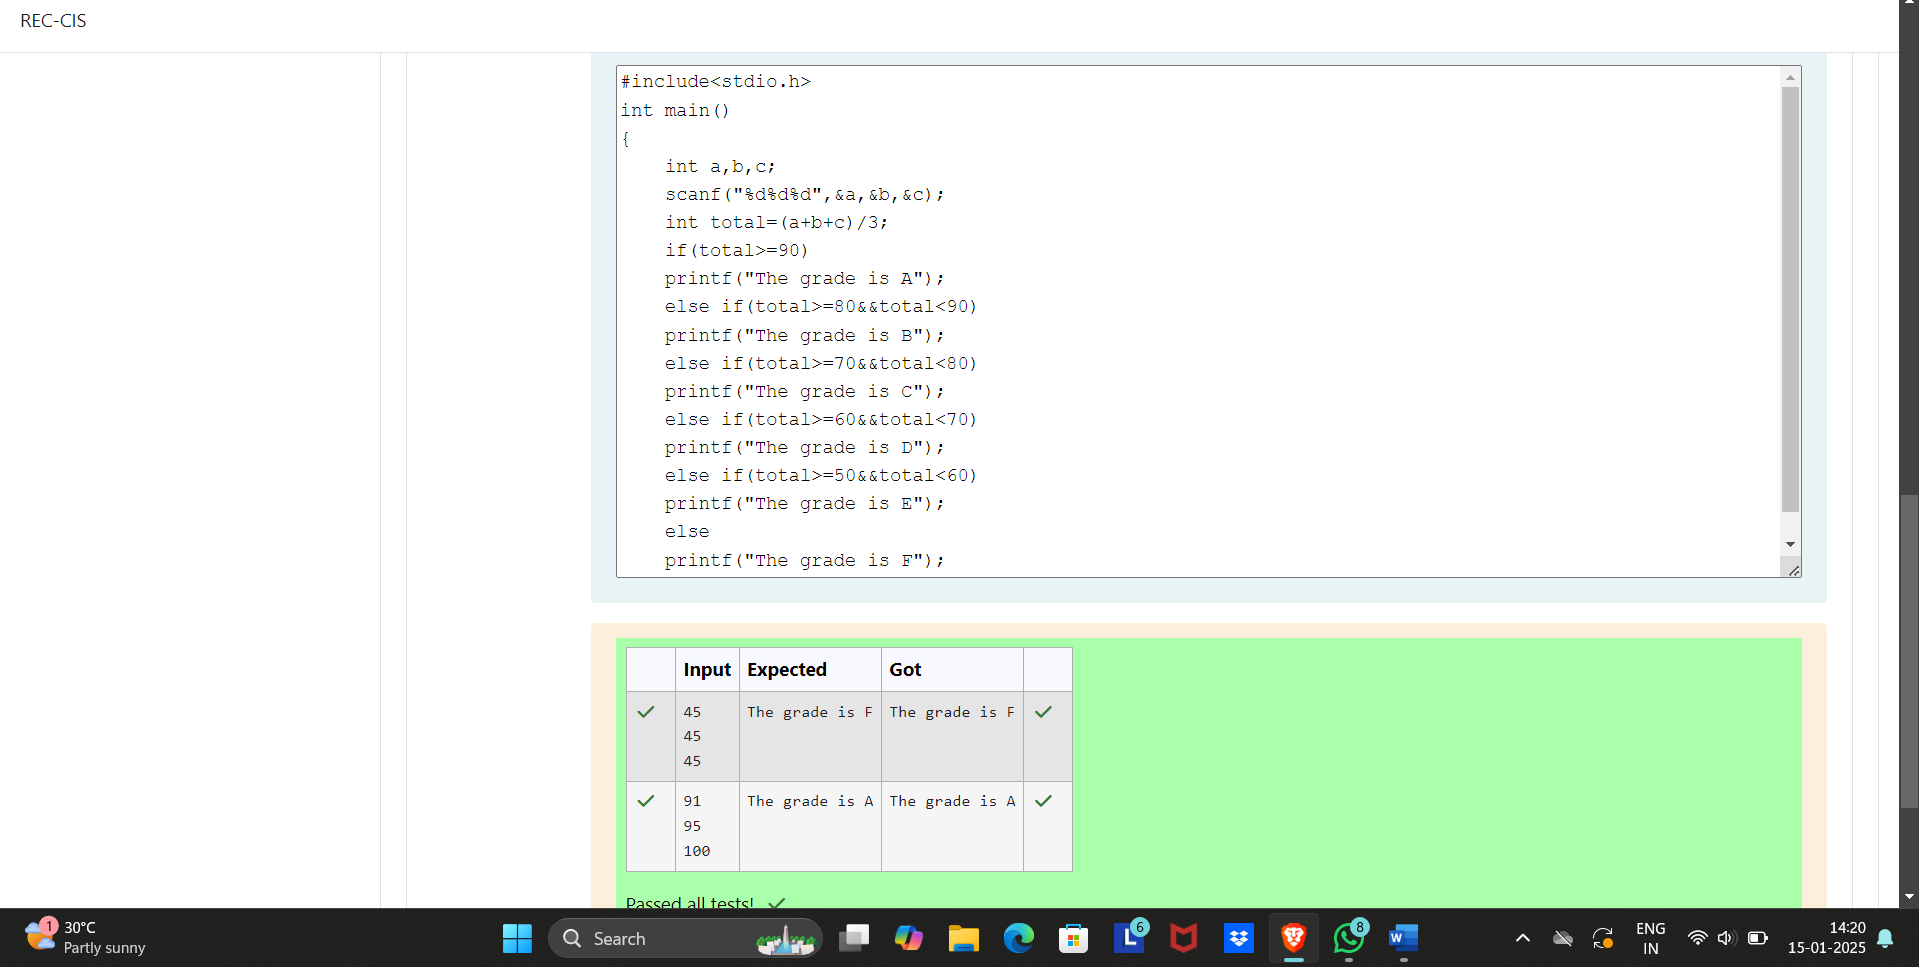 REC-CIS
#include<stdio.h>
int main()
{
    int a,b,c;
    scanf("%d%d%d",&a,&b,&c);
    int total=(a+b+c)/3;
    if(total>=90)
    printf("The grade is A");
    else if(total>=80&&total<90)
    printf("The grade is B");
    else if(total>=70&&total<80)
    printf("The grade is C");
    else if(total>=60&&total<70)
    printf("The grade is D");
    else if(total>=50&&total<60)
    printf("The grade is E");
    else
    printf("The grade is F");
Input Expected Got
45 The grade is F The grade is F
45
45
91 The grade is A The grade is A
95
100
Passed all tests!
1 30°C
Partly sunny
Search
L 6
8
W
ENG
IN
14:20
15-01-2025